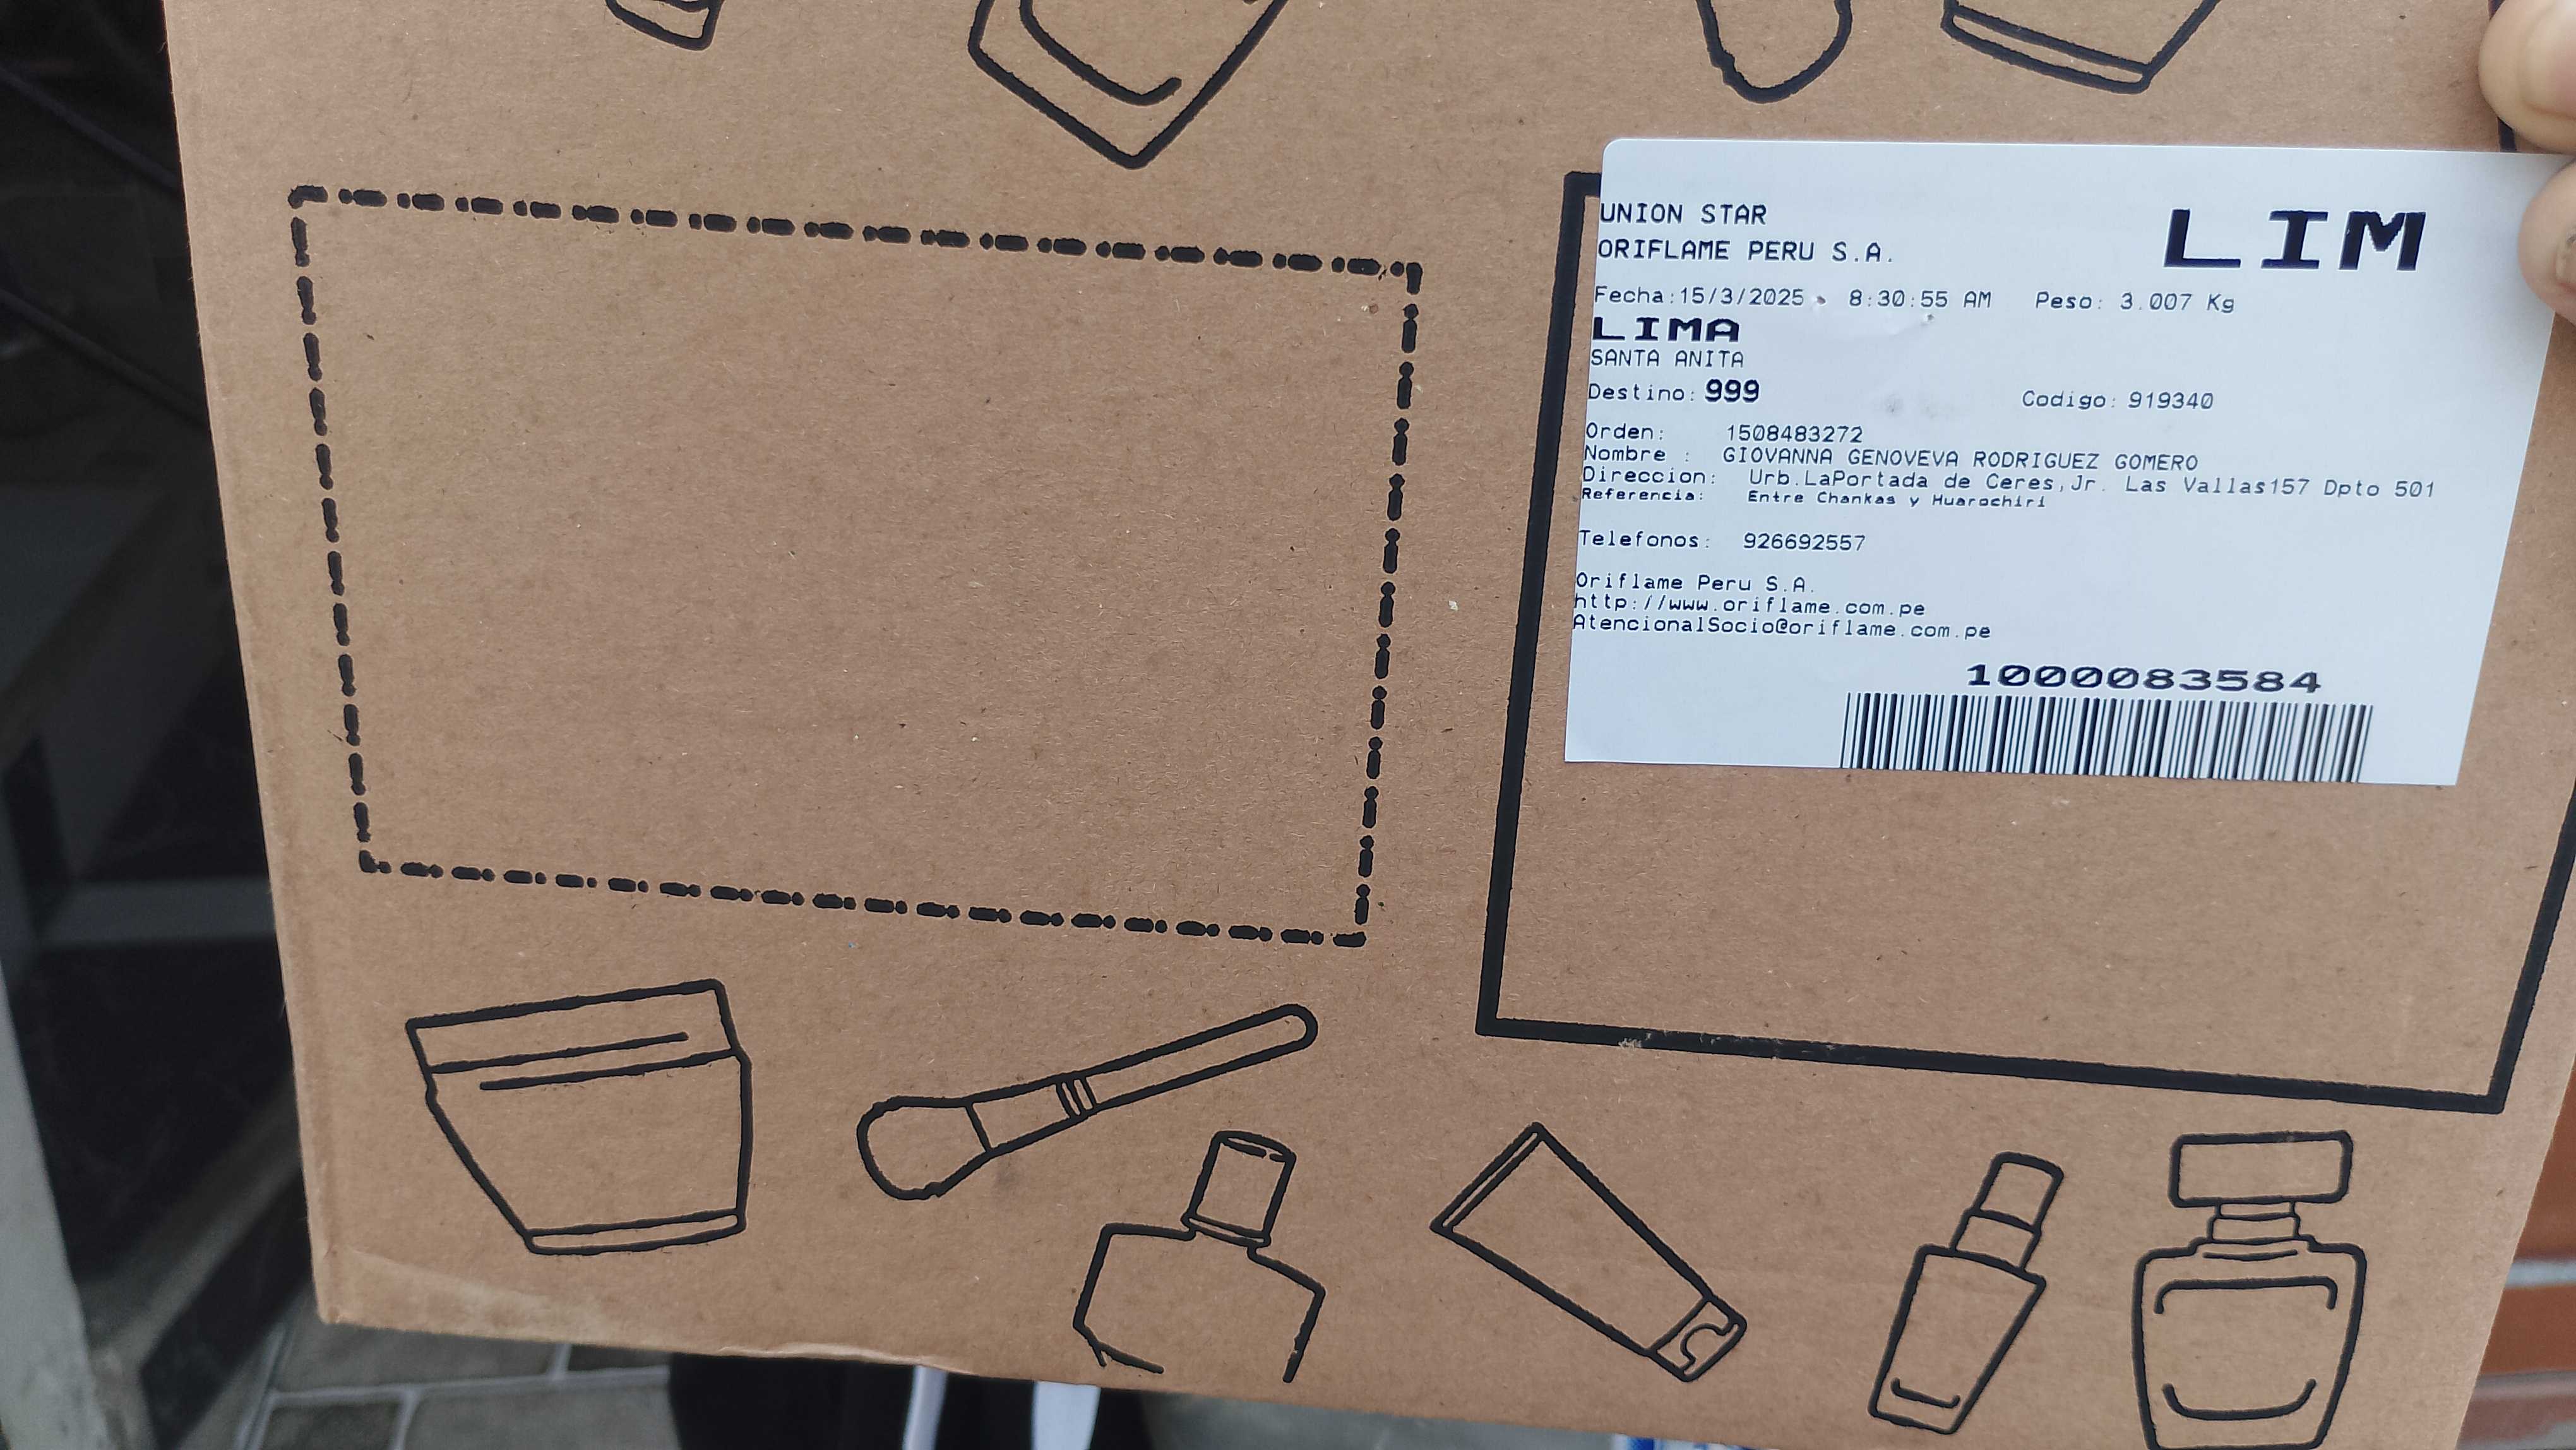 UNION STAR
LIM
ORIFLAME PERU S.A.
Fecha:15/3/2025 8:30:55 AM Peso: 3.007 Kg
LIMA
SANTA ANITA
Destino: 999 Codigo: 919340
Orden: 1508483272
Nombre : GIOVANNA GENOVEVA RODRIGUEZ GOMERO
Direccion: Urb.LaPortada de Ceres,Jr. Las Vallas157 Dpto 501
Referencia: Entre Chankas y Huarochiri
Telefonos: 926692557
Oriflame Peru S.A.
http://www.oriflame.com.pe
AtencionalSocio@oriflame.com.pe
1000083584